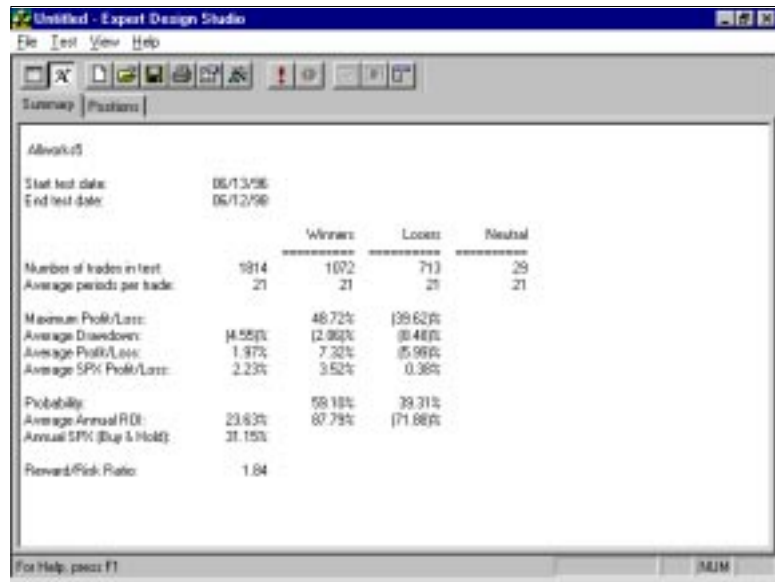 Untitled - Expert Design Studio
File Test View Help
Summary Positions
Start test date: 06/13/96
End test date: 06/12/98
Winners Losers Neutral
=========== =========== ===========
Number of trades in test: 1814 1072 713 29
Average periods per trade: 21 21 21 21
Maximum Profit/Loss: 48.72% (39.62)%
Average Drawdown: (4.55)% (2.06)% (8.48)%
Average Profit/Loss: 1.97% 7.32% (5.99)%
Average SPX Profit/Loss: 2.23% 3.52% 0.38%
Probability: 59.10% 39.31%
Average Annual ROI: 23.63% 87.79% (71.88)%
Annual SPX (Buy & Hold): 31.15%
Reward/Risk Ratio: 1.84
For Help, press F1
NUM